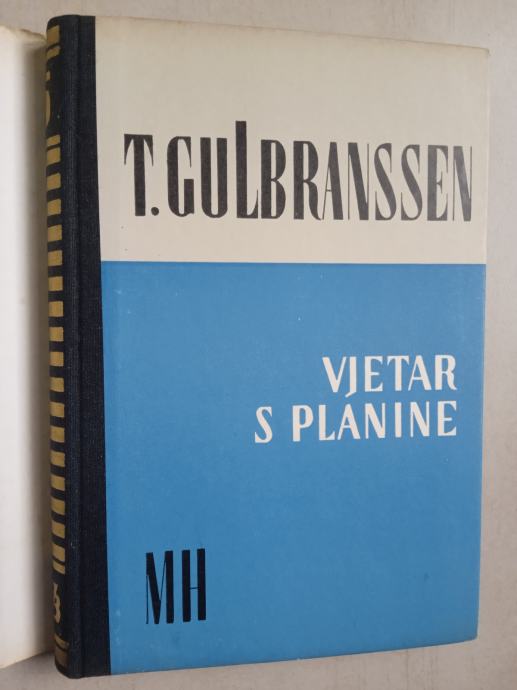 T. GULBRANSSEN
VJETAR
S PLANINE
MH